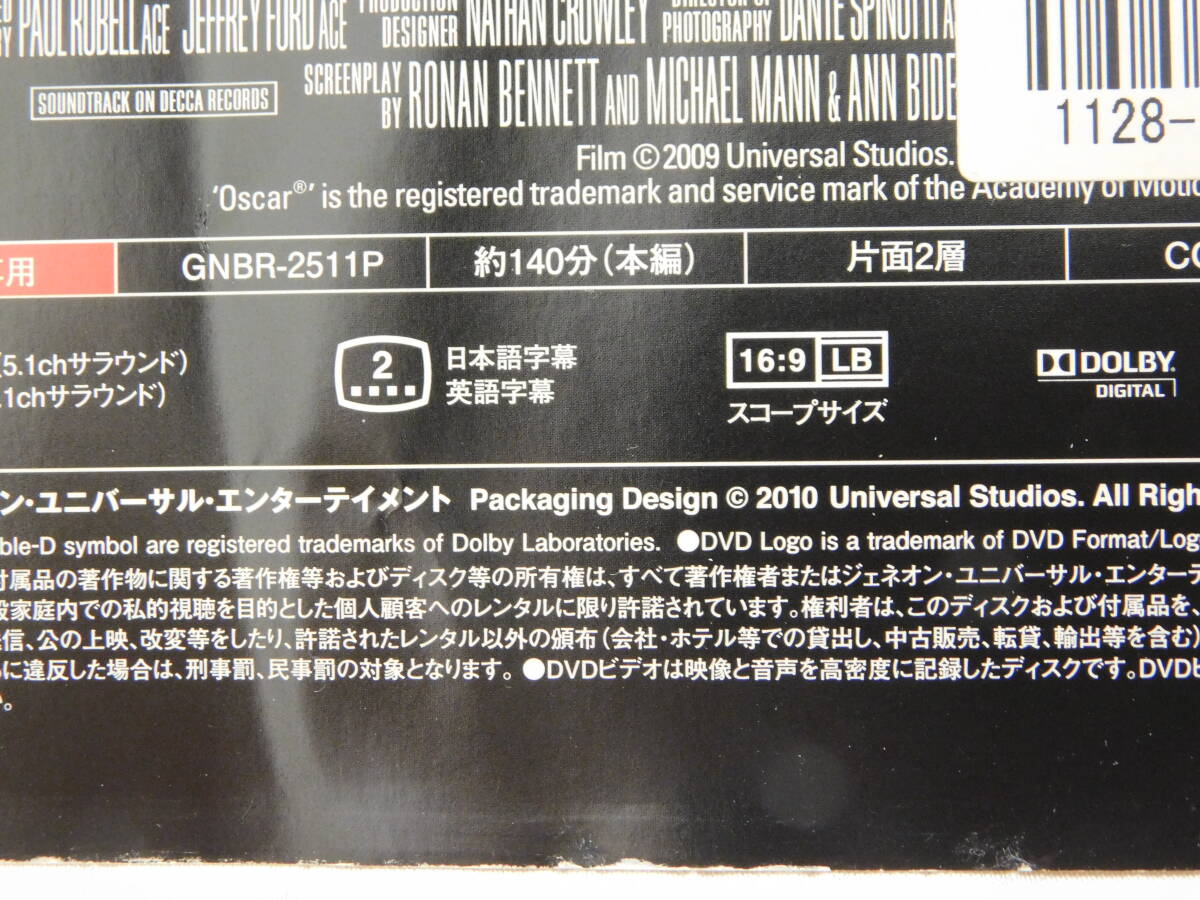 BY PAUL RUBELL ACE JEFFREY FORD ACE PRODUCTION DESIGNER NATHAN CROWLEY DIRECTOR OF PHOTOGRAPHY DANTE SPINOTTI A
SOUNDTRACK ON DECCA RECORDS
SCREENPLAY BY RONAN BENNETT AND MICHAEL MANN & ANN BIDE
1128-
Film ©2009 Universal Studios.
'Oscar®' is the registered trademark and service mark of the Academy of Motio
用 GNBR-2511P 約140分(本編) 片面2層 CO
(5.1chサラウンド)
.1chサラウンド)
2
日本語字幕
英語字幕
16:9 LB
スコープサイズ
DOLBY.
DIGITAL
ン・ユニバーサル・エンターテイメント Packaging Design © 2010 Universal Studios. All Righ
ble-D symbol are registered trademarks of Dolby Laboratories. ●DVD Logo is a trademark of DVD Format/Log
付属品の著作物に関する著作権等およびディスク等の所有権は、すべて著作権者またはジェネオン・ユニバーサル・エンターテ
般家庭内での私的視聴を目的とした個人顧客へのレンタルに限り許諾されています。権利者は、このディスクおよび付属品を、
送信、公の上映、改変等をしたり、許諾されたレンタル以外の頒布(会社・ホテル等での貸出し、中古販売、転貸、輸出等を含む)
に違反した場合は、刑事罰、民事罰の対象となります。 ●DVDビデオは映像と音声を高密度に記録したディスクです。DVDビ
い。